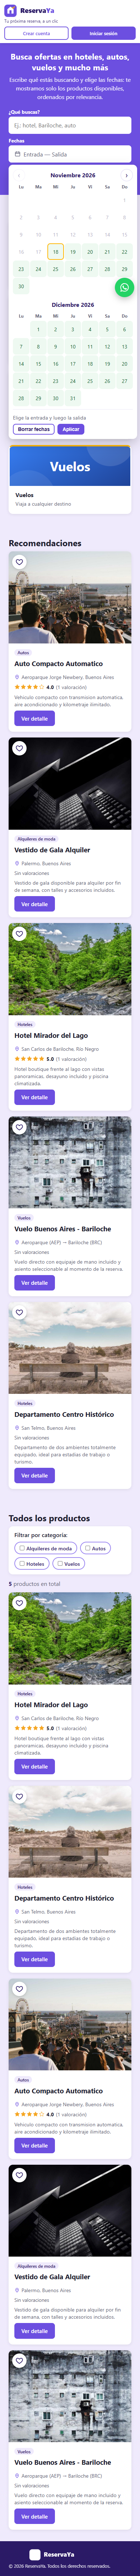 ReservaYa
Tu próxima reserva, a un clic
Crear cuenta
Iniciar sesión
Busca ofertas en hoteles, autos, vuelos y mucho más
Escribe qué estás buscando y elige las fechas: te mostramos solo los productos disponibles, ordenados por relevancia.
¿Qué buscas?
Ej.: hotel, Bariloche, auto
Fechas
Entrada — Salida
‹ Noviembre 2026 ›
Lu Ma Mi Ju Vi Sa Do
1
2 3 4 5 6 7 8
9 10 11 12 13 14 15
16 17 18 19 20 21 22
23 24 25 26 27 28 29
30
Diciembre 2026
Lu Ma Mi Ju Vi Sa Do
1 2 3 4 5 6
7 8 9 10 11 12 13
14 15 16 17 18 19 20
21 22 23 24 25 26 27
28 29 30 31
Elige la entrada y luego la salida.
Borrar fechas
Aplicar
Vuelos
Vuelos
Viaja a cualquier destino
Recomendaciones
Autos
Auto Compacto Automatico
Aeroparque Jorge Newbery, Buenos Aires
4.0 (1 valoración)
Vehículo compacto con transmision automatica, aire acondicionado y kilometraje ilimitado.
Ver detalle
Alquileres de moda
Vestido de Gala Alquiler
Palermo, Buenos Aires
Sin valoraciones
Vestido de gala disponible para alquiler por fin de semana, con talles y accesorios incluidos.
Ver detalle
Hoteles
Hotel Mirador del Lago
San Carlos de Bariloche, Río Negro
5.0 (1 valoración)
Hotel boutique frente al lago con vistas panoramicas, desayuno incluido y piscina climatizada.
Ver detalle
Vuelos
Vuelo Buenos Aires - Bariloche
Aeroparque (AEP) → Bariloche (BRC)
Sin valoraciones
Vuelo directo con equipaje de mano incluido y asiento seleccionable al momento de la reserva.
Ver detalle
Hoteles
Departamento Centro Histórico
San Telmo, Buenos Aires
Sin valoraciones
Departamento de dos ambientes totalmente equipado, ideal para estadias de trabajo o turismo.
Ver detalle
Todos los productos
Filtrar por categoría:
Alquileres de moda
Autos
Hoteles
Vuelos
5 productos en total
Hoteles
Hotel Mirador del Lago
San Carlos de Bariloche, Río Negro
5.0 (1 valoración)
Hotel boutique frente al lago con vistas panoramicas, desayuno incluido y piscina climatizada.
Ver detalle
Hoteles
Departamento Centro Histórico
San Telmo, Buenos Aires
Sin valoraciones
Departamento de dos ambientes totalmente equipado, ideal para estadias de trabajo o turismo.
Ver detalle
Autos
Auto Compacto Automatico
Aeroparque Jorge Newbery, Buenos Aires
4.0 (1 valoración)
Vehículo compacto con transmision automatica, aire acondicionado y kilometraje ilimitado.
Ver detalle
Alquileres de moda
Vestido de Gala Alquiler
Palermo, Buenos Aires
Sin valoraciones
Vestido de gala disponible para alquiler por fin de semana, con talles y accesorios incluidos.
Ver detalle
Vuelos
Vuelo Buenos Aires - Bariloche
Aeroparque (AEP) → Bariloche (BRC)
Sin valoraciones
Vuelo directo con equipaje de mano incluido y asiento seleccionable al momento de la reserva.
Ver detalle
ReservaYa
© 2026 ReservaYa. Todos los derechos reservados.